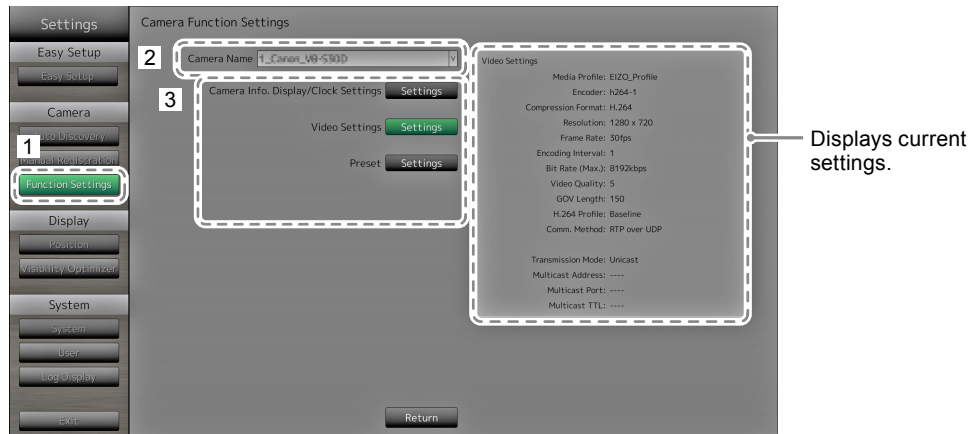 Settings
Easy Setup
Easy Setup
Camera
Auto Discovery
1
Manual Registration
Function Settings
Display
Position
Visibility Optimizer
System
System
User
Log Display
Exit
Camera Function Settings
2
Camera Name 1_Canon_VB-S30D
3
Camera Info. Display/Clock Settings Settings
Video Settings Settings
Preset Settings
Return
Video Settings
Media Profile: EIZO_Profile
Encoder: h264-1
Compression Format: H.264
Resolution: 1280 x 720
Frame Rate: 30fps
Encoding Interval: 1
Bit Rate (Max.): 8192kbps
Video Quality: 5
GOV Length: 150
H.264 Profile: Baseline
Comm. Method: RTP over UDP
Transmission Mode: Unicast
Multicast Address: ----
Multicast Port: ----
Multicast TTL: ----
Displays current
settings.